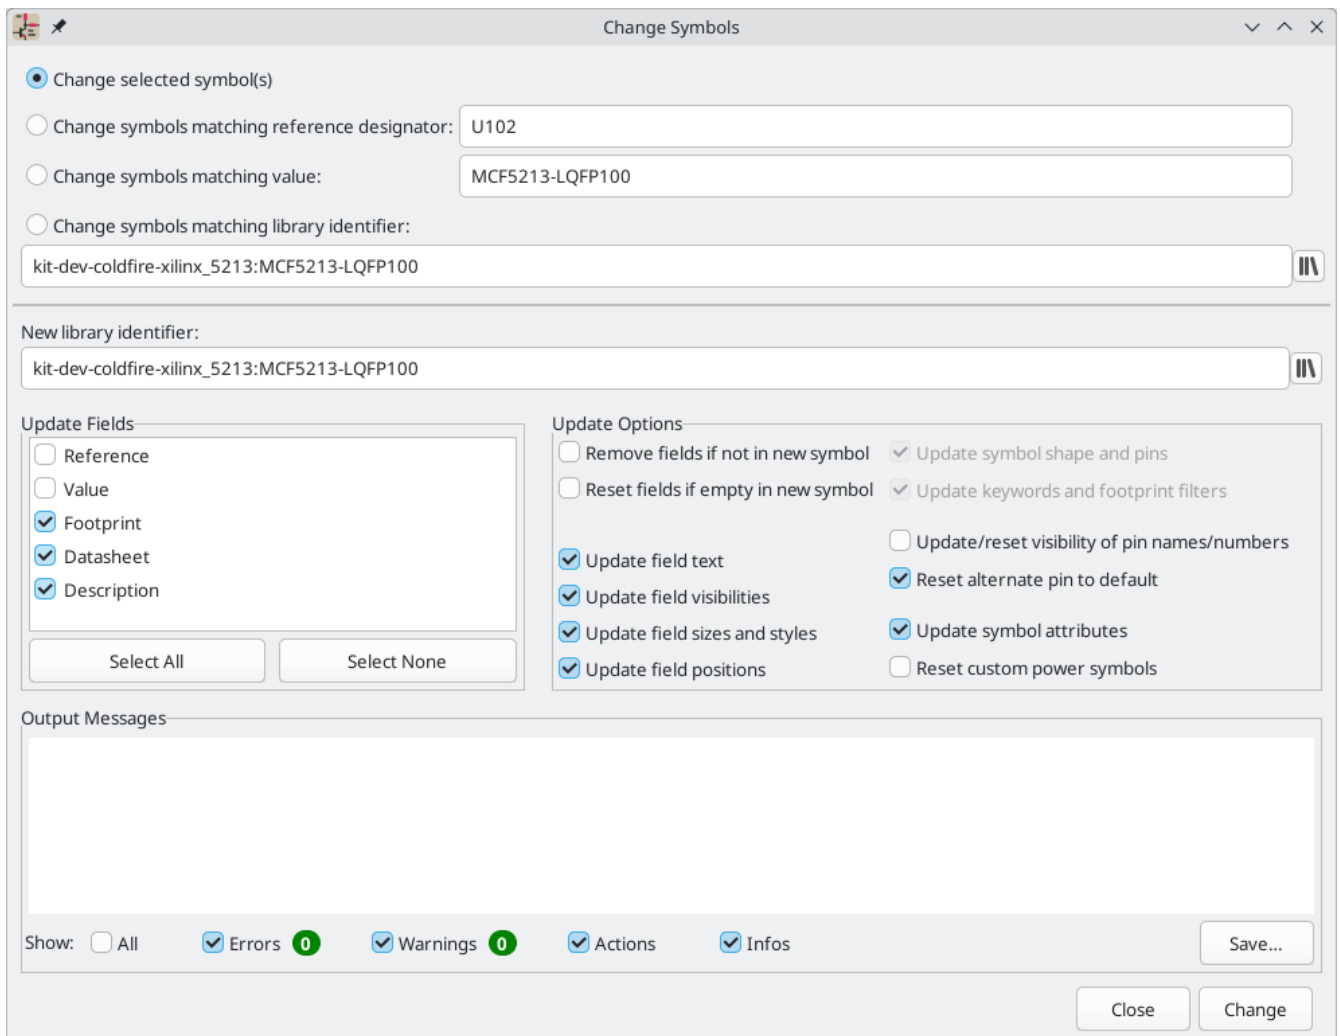 Change Symbols
Change selected symbol(s)
Change symbols matching reference designator: U102
Change symbols matching value: MCF5213-LQFP100
Change symbols matching library identifier:
kit-dev-coldfire-xilinx_5213:MCF5213-LQFP100
New library identifier:
kit-dev-coldfire-xilinx_5213:MCF5213-LQFP100
Update Fields
Reference
Value
Footprint
Datasheet
Description
Select All
Select None
Update Options
Remove fields if not in new symbol
Reset fields if empty in new symbol
Update field text
Update field visibilities
Update field sizes and styles
Update field positions
Update symbol shape and pins
Update keywords and footprint filters
Update/reset visibility of pin names/numbers
Reset alternate pin to default
Update symbol attributes
Reset custom power symbols
Output Messages
Show: All Errors 0 Warnings 0 Actions Infos Save...
Close Change